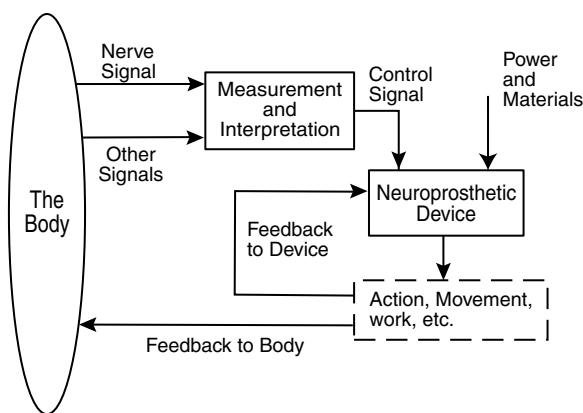 Nerve
Signal
Other
Signals
The
Body
Measurement
and
Interpretation
Control
Signal
Power
and
Materials
Neuroprosthetic
Device
Feedback
to Device
Action, Movement,
work, etc.
Feedback to Body